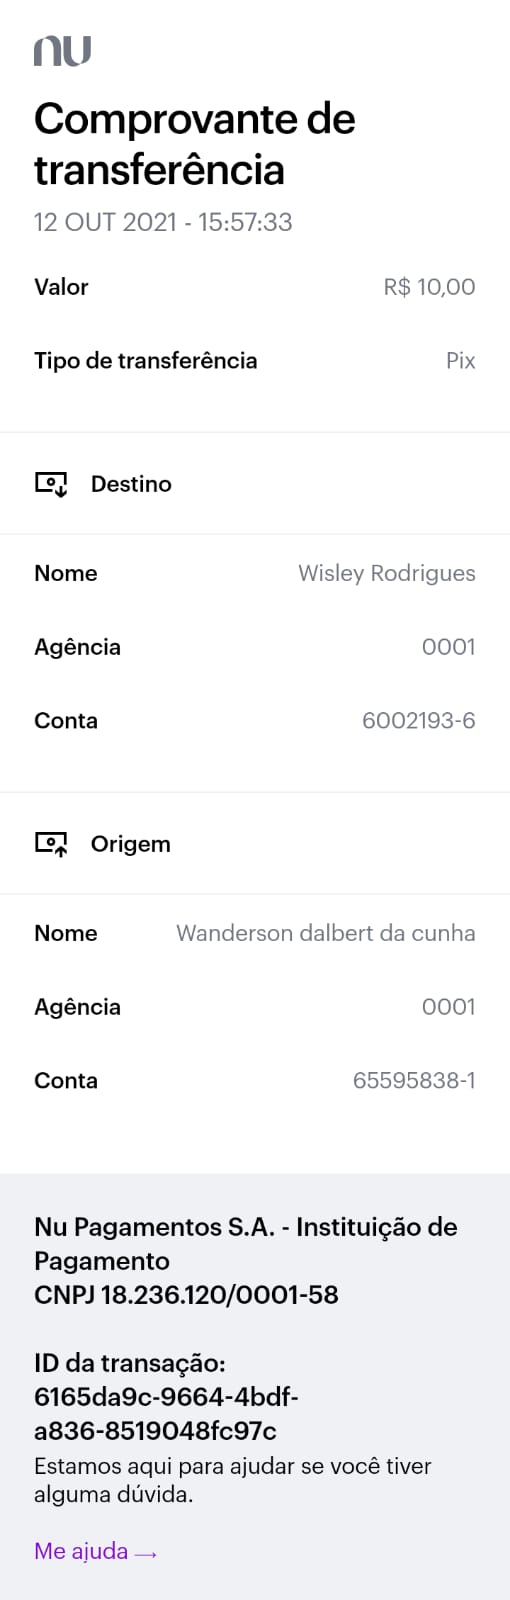 nu
Comprovante de
transferência
12 OUT 2021 - 15:57:33
Valor R$ 10,00
Tipo de transferência Pix
Destino
Nome Wisley Rodrigues
Agência 0001
Conta 6002193-6
Origem
Nome Wanderson dalbert da cunha
Agência 0001
Conta 65595838-1
Nu Pagamentos S.A. - Instituição de
Pagamento
CNPJ 18.236.120/0001-58
ID da transação:
6165da9c-9664-4bdf-
a836-8519048fc97c
Estamos aqui para ajudar se você tiver
alguma dúvida.
Me ajuda →